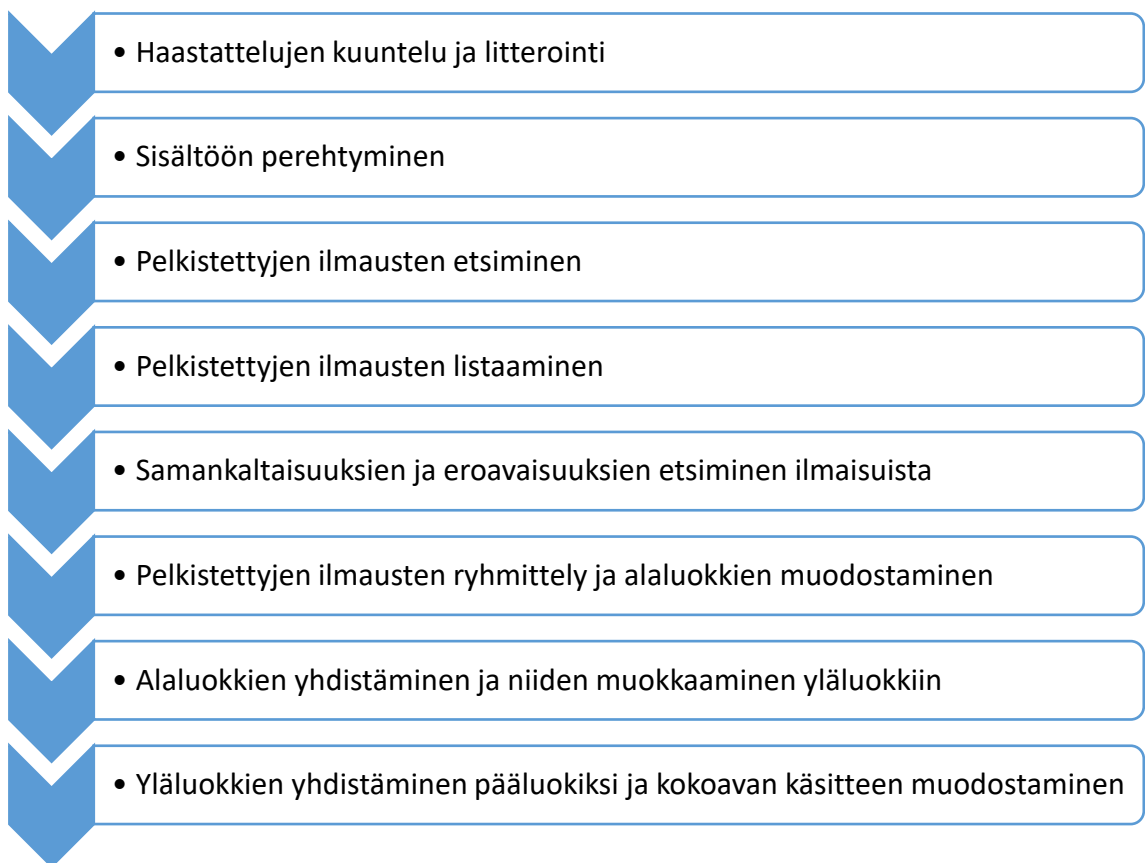 • Haastattelujen kuuntelu ja litterointi
• Sisältöön perehtyminen
• Pelkistettyjen ilmausten etsiminen
• Pelkistettyjen ilmausten listaaminen
• Samankaltaisuuksien ja eroavaisuuksien etsiminen ilmaisuista
• Pelkistettyjen ilmausten ryhmittely ja alaluokkien muodostaminen
• Alaluokkien yhdistäminen ja niiden muokkaaminen yläluokkiin
• Yläluokkien yhdistäminen pääluokiksi ja kokoavan käsitteen muodostaminen